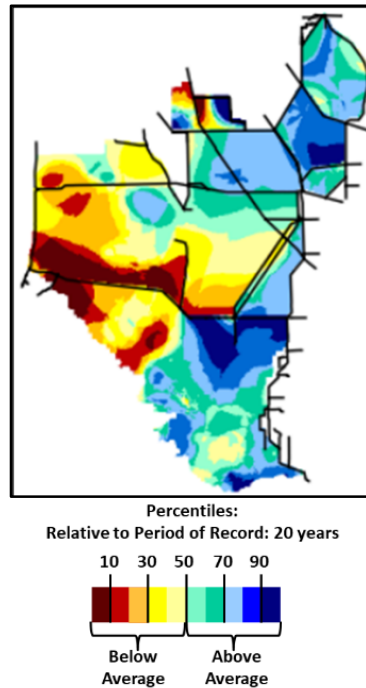 Percentiles:
Relative to Period of Record: 20 years
10 30 50 70 90
Below Above
Average Average